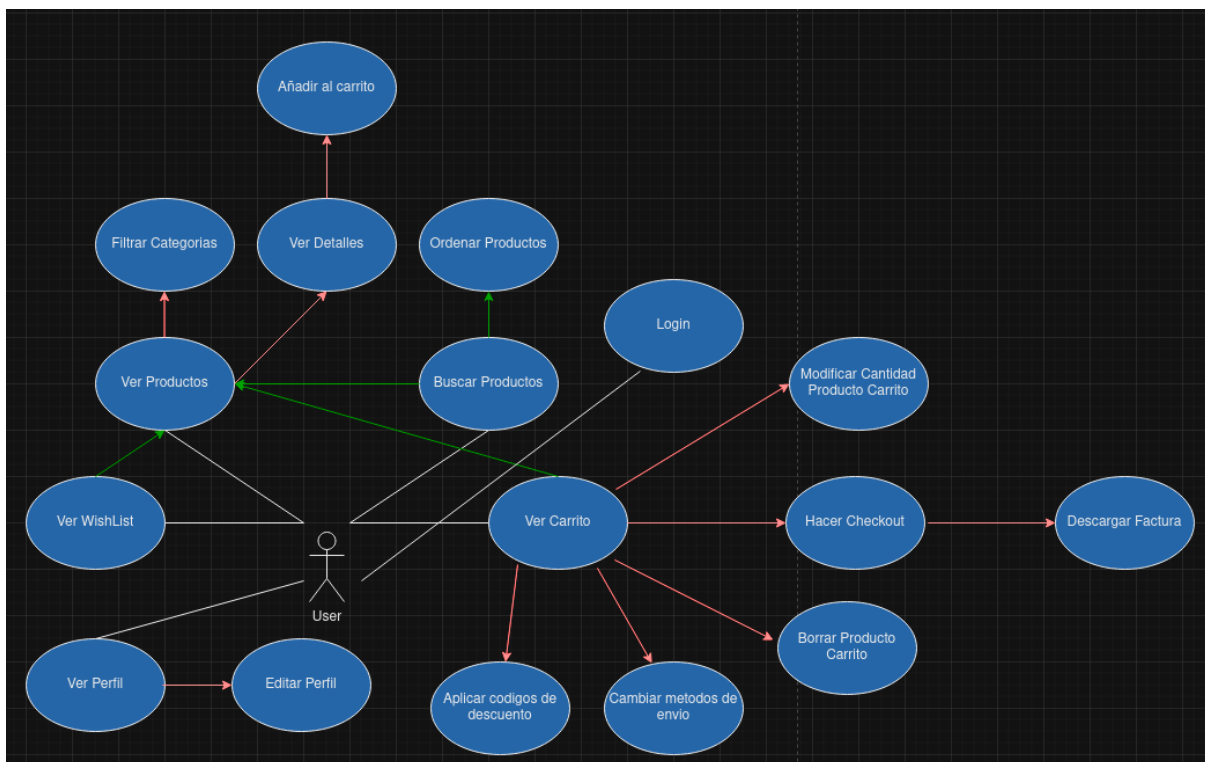 Añadir al carrito
Filtrar Categorias
Ver Detalles
Ordenar Productos
Login
Ver Productos
Buscar Productos
Modificar Cantidad
Producto Carrito
Ver WishList
Ver Carrito
Hacer Checkout
Descargar Factura
User
Borrar Producto
Carrito
Ver Perfil
Editar Perfil
Aplicar codigos de
descuento
Cambiar metodos de
envio